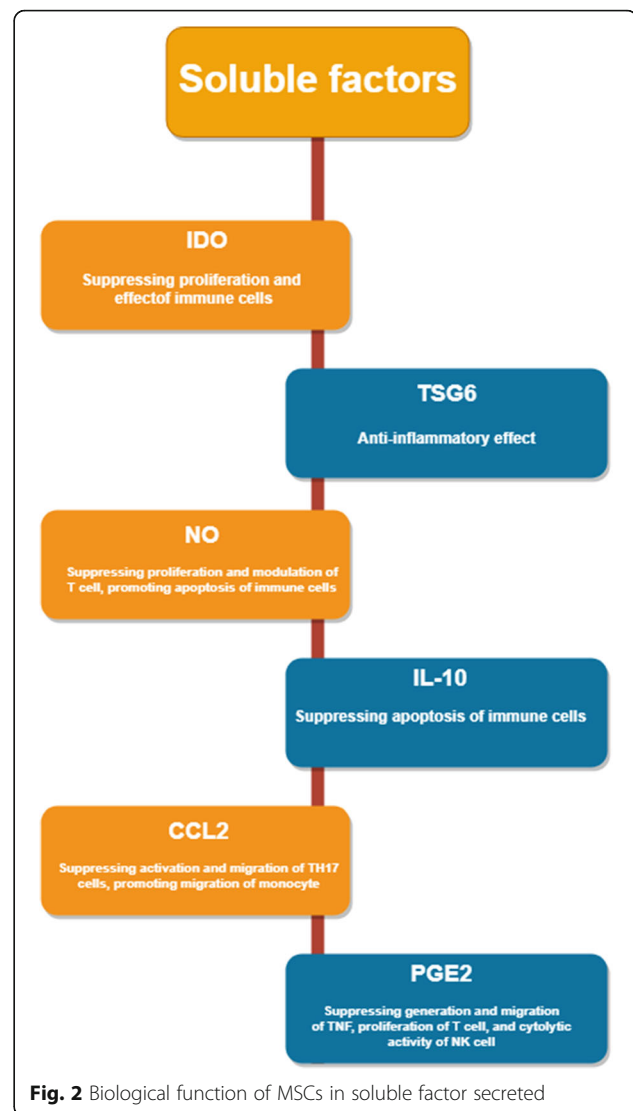 Soluble factors
IDO
Suppressing proliferation and
effectof immune cells
TSG6
Anti-inflammatory effect
NO
Suppressing proliferation and modulation of
T cell, promoting apoptosis of immune cells
IL-10
Suppressing apoptosis of immune cells
CCL2
Suppressing activation and migration of TH17
cells, promoting migration of monocyte
PGE2
Suppressing generation and migration
of TNF, proliferation of T cell, and cytolytic
activity of NK cell
Fig. 2 Biological function of MSCs in soluble factor secreted